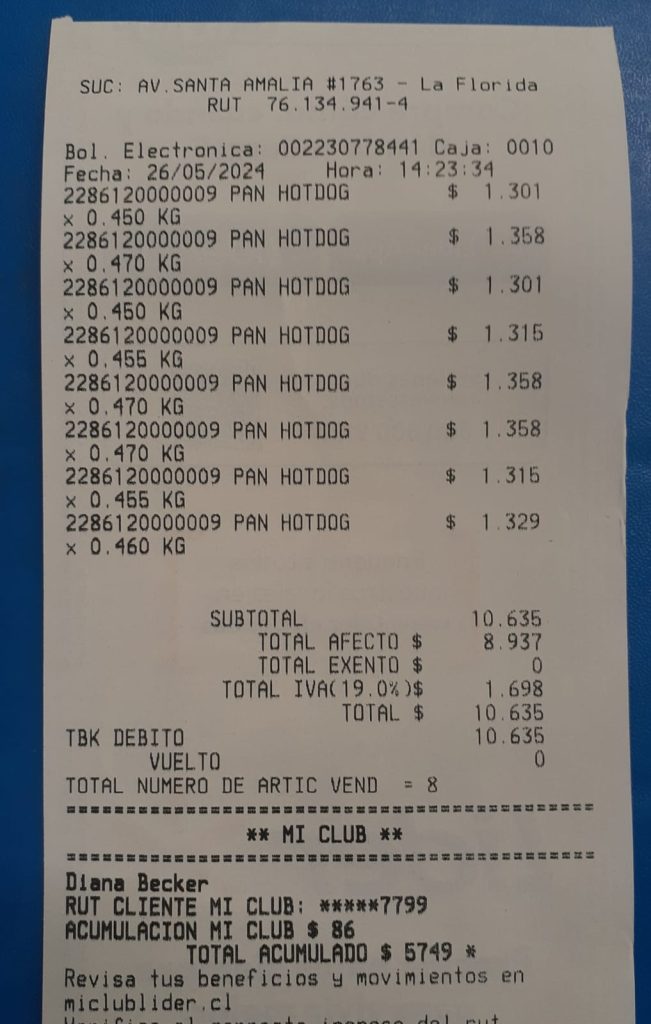 SUC: AV.SANTA AMALIA #1763 - La Florida
RUT 76.134.941-4
Bol. Electronica: 002230778441 Caja: 0010
Fecha: 26/05/2024 Hora: 14:23:34
2286120000009 PAN HOTDOG $ 1.301
x 0.450 KG
2286120000009 PAN HOTDOG $ 1.358
x 0.470 KG
2286120000009 PAN HOTDOG $ 1.301
x 0.450 KG
2286120000009 PAN HOTDOG $ 1.315
x 0.455 KG
2286120000009 PAN HOTDOG $ 1.358
x 0.470 KG
2286120000009 PAN HOTDOG $ 1.358
x 0.470 KG
2286120000009 PAN HOTDOG $ 1.315
x 0.455 KG
2286120000009 PAN HOTDOG $ 1.329
x 0.460 KG
SUBTOTAL 10.635
TOTAL AFECTO $ 8.937
TOTAL EXENTO $ 0
TOTAL IVA(19.0%)$ 1.698
TOTAL $ 10.635
TBK DEBITO 10.635
VUELTO 0
TOTAL NUMERO DE ARTIC VEND = 8
** MI CLUB **
Diana Becker
RUT CLIENTE MI CLUB: *****7799
ACUMULACION MI CLUB $ 86
TOTAL ACUMULADO $ 5749 *
Revisa tus beneficios y movimientos en
miclublider.cl